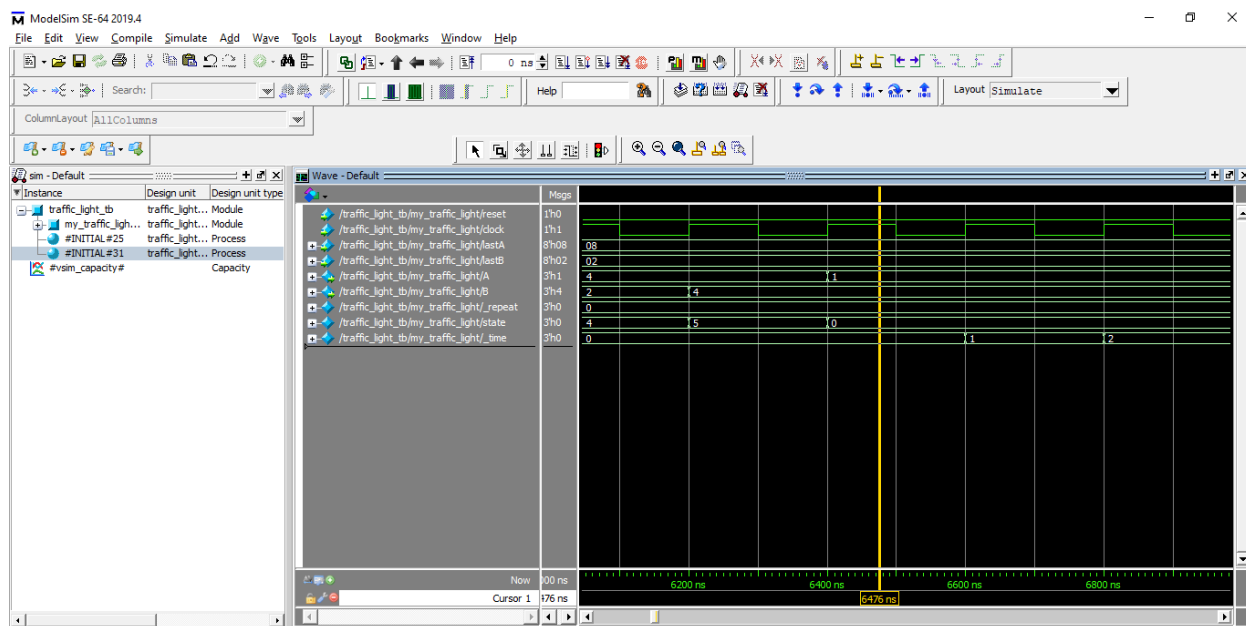 ModelSim SE-64 2019.4
File Edit View Compile Simulate Add Wave Tools Layout Bookmarks Window Help
0 ns
Search: Help Layout Simulate
ColumnLayout AllColumns
sim - Default Wave - Default
Instance Design unit Design unit type Msgs
traffic_light_tb traffic_light... Module
my_traffic_ligh... traffic_light... Module
#INITIAL#25 traffic_light... Process
#INITIAL#31 traffic_light... Process
#vsim_capacity# Capacity
/traffic_light_tb/my_traffic_light/reset 1'h0
/traffic_light_tb/my_traffic_light/clock 1'h1
/traffic_light_tb/my_traffic_light/lastA 8'h08 08
/traffic_light_tb/my_traffic_light/lastB 8'h02 02
/traffic_light_tb/my_traffic_light/A 3'h1 4 1
/traffic_light_tb/my_traffic_light/B 3'h4 2 4
/traffic_light_tb/my_traffic_light/_repeat 3'h0 0
/traffic_light_tb/my_traffic_light/state 3'h0 4 5 0
/traffic_light_tb/my_traffic_light/_time 3'h0 0 1 2
Now 000 ns 6200 ns 6400 ns 6600 ns 6800 ns
Cursor 1 476 ns 6476 ns